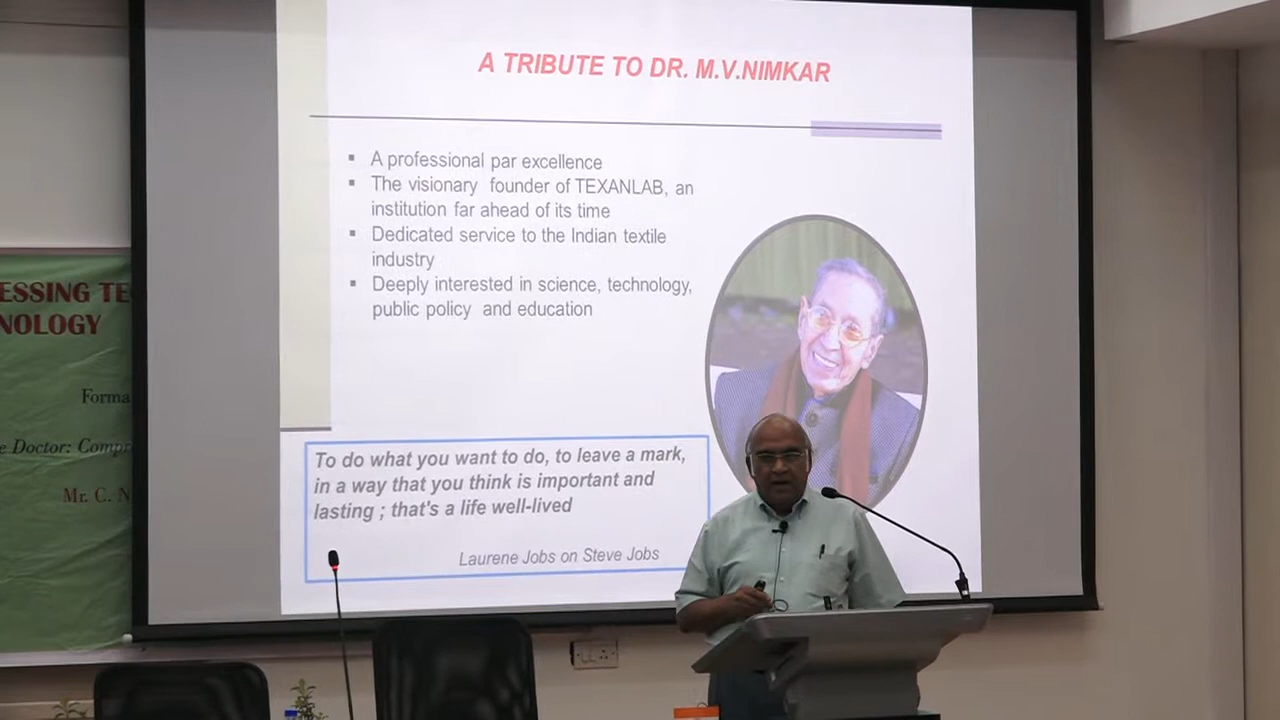 A TRIBUTE TO DR. M.V.NIMKAR
▪ A professional par excellence
▪ The visionary founder of TEXANLAB, an
institution far ahead of its time
▪ Dedicated service to the Indian textile
industry
▪ Deeply interested in science, technology,
public policy and education
To do what you want to do, to leave a mark,
in a way that you think is important and
lasting ; that's a life well-lived
Laurene Jobs on Steve Jobs
ESSING TE
NOLOGY
Forma
e Doctor: Compr
Mr. C. N